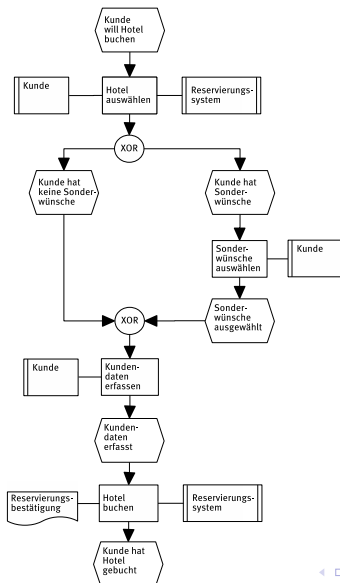 Kunde
will Hotel
buchen
Kunde
Hotel
auswählen
Reservierungs-
system
XOR
Kunde hat
keine Sonder-
wünsche
Kunde hat
Sonder-
wünsche
Sonder-
wünsche
auswählen
Kunde
Sonder-
wünsche
ausgewählt
XOR
Kunde
Kunden-
daten
erfassen
Kunden-
daten
erfasst
Reservierungs-
bestätigung
Hotel
buchen
Reservierungs-
system
Kunde hat
Hotel
gebucht